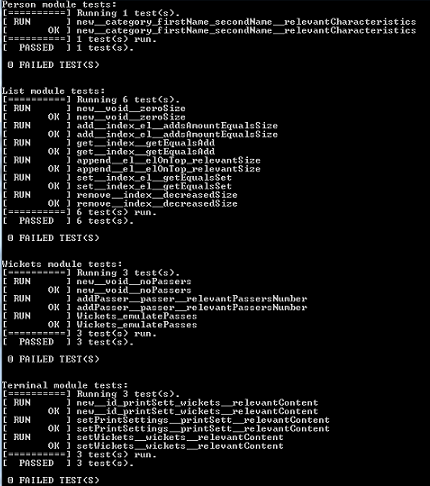 Person module tests:
[==========] Running 1 test(s).
[ RUN      ] new__category_firstName_secondName__relevantCharacteristics
[       OK ] new__category_firstName_secondName__relevantCharacteristics
[==========] 1 test(s) run.
[  PASSED  ] 1 test(s).
0 FAILED TEST(S)
List module tests:
[==========] Running 6 test(s).
[ RUN      ] new__void__zeroSize
[       OK ] new__void__zeroSize
[ RUN      ] add__index_el__addsAmountEqualsSize
[       OK ] add__index_el__addsAmountEqualsSize
[ RUN      ] get__index__getEqualsAdd
[       OK ] get__index__getEqualsAdd
[ RUN      ] append__el__elOnTop_relevantSize
[       OK ] append__el__elOnTop_relevantSize
[ RUN      ] set__index_el__getEqualsSet
[       OK ] set__index_el__getEqualsSet
[ RUN      ] remove__index__decreasedSize
[       OK ] remove__index__decreasedSize
[==========] 6 test(s) run.
[  PASSED  ] 6 test(s).
0 FAILED TEST(S)
Wickets module tests:
[==========] Running 3 test(s).
[ RUN      ] new__void__noPassers
[       OK ] new__void__noPassers
[ RUN      ] addPasser__passer__relevantPassersNumber
[       OK ] addPasser__passer__relevantPassersNumber
[ RUN      ] Wickets_emulatePasses
[       OK ] Wickets_emulatePasses
[==========] 3 test(s) run.
[  PASSED  ] 3 test(s).
0 FAILED TEST(S)
Terminal module tests:
[==========] Running 3 test(s).
[ RUN      ] new__id_printSett_wickets__relevantContent
[       OK ] new__id_printSett_wickets__relevantContent
[ RUN      ] setPrintSettings__printSett__relevantContent
[       OK ] setPrintSettings__printSett__relevantContent
[ RUN      ] setWickets__wickets__relevantContent
[       OK ] setWickets__wickets__relevantContent
[==========] 3 test(s) run.
[  PASSED  ] 3 test(s).
0 FAILED TEST(S)